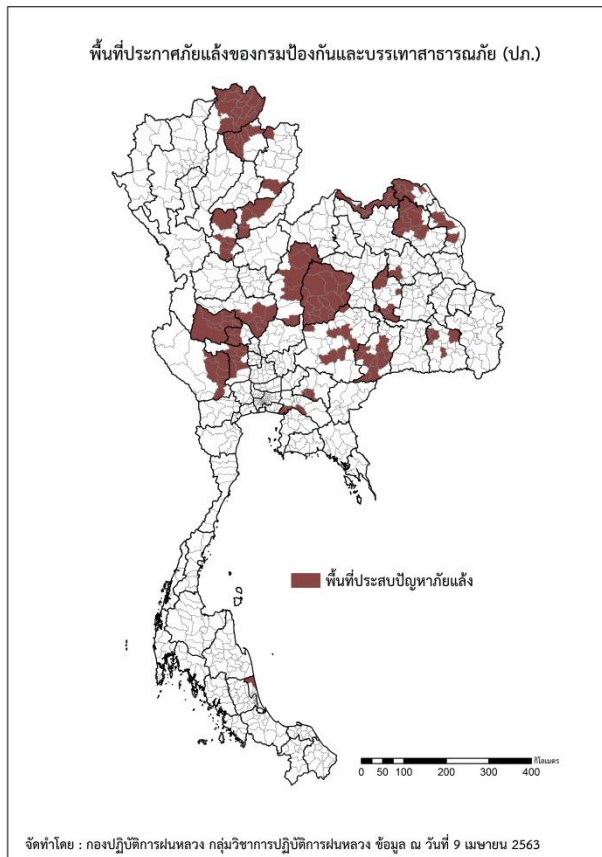 พื้นที่ประกาศภัยแล้งของกรมป้องกันและบรรเทาสาธารณภัย (ปภ.)
พื้นที่ประสบปัญหาภัยแล้ง
กิโลเมตร
0 50 100 200 300 400
จัดทำโดย : กองปฏิบัติการฝนหลวง กลุ่มวิชาการปฏิบัติการฝนหลวง ข้อมูล ณ วันที่ 9 เมษายน 2563